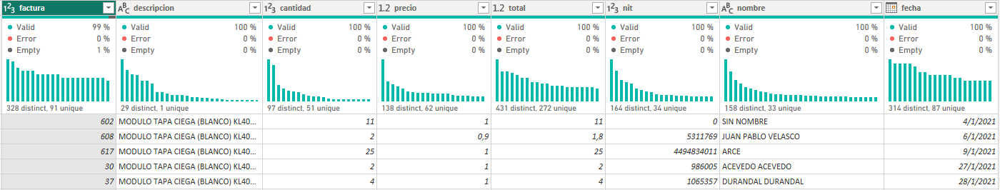 1²3 factura ABC descripcion 1²3 cantidad 1.2 precio 1.2 total 1²3 nit ABC nombre fecha
Valid 99 % Valid 100 % Valid 100 % Valid 100 % Valid 100 % Valid 100 % Valid 100 % Valid 100 %
Error 0 % Error 0 % Error 0 % Error 0 % Error 0 % Error 0 % Error 0 % Error 0 %
Empty 1 % Empty 0 % Empty 0 % Empty 0 % Empty 0 % Empty 0 % Empty 0 % Empty 0 %
328 distinct, 91 unique 29 distinct, 1 unique 97 distinct, 51 unique 138 distinct, 62 unique 431 distinct, 272 unique 164 distinct, 34 unique 158 distinct, 33 unique 314 distinct, 87 unique
602 MODULO TAPA CIEGA (BLANCO) KL40... 11 1 11 0 SIN NOMBRE 4/1/2021
608 MODULO TAPA CIEGA (BLANCO) KL40... 2 0,9 1,8 5311769 JUAN PABLO VELASCO 6/1/2021
617 MODULO TAPA CIEGA (BLANCO) KL40... 25 1 25 4494834011 ARCE 9/1/2021
30 MODULO TAPA CIEGA (BLANCO) KL40... 2 1 2 986005 ACEVEDO ACEVEDO 27/1/2021
37 MODULO TAPA CIEGA (BLANCO) KL40... 4 1 4 1065357 DURANDAL DURANDAL 28/1/2021